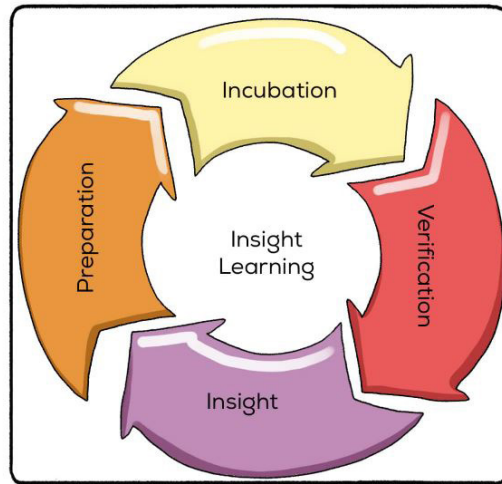 Incubation
Preparation
Insight
Learning
Verification
Insight